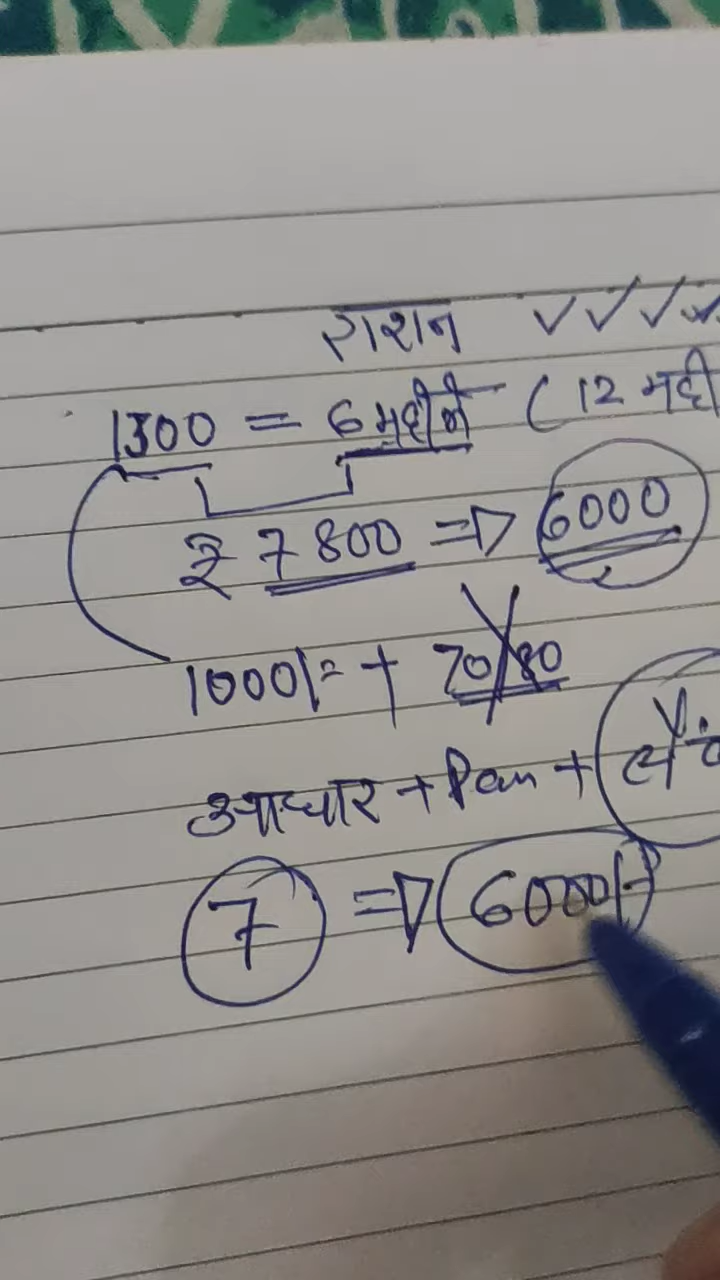 राशन ✓ ✓ ✓
1300 = 6 महीने ( 12 मही
₹ 7800 => 6000
1000/= + 70/80
आधार + Pan +
7 => 6000/-